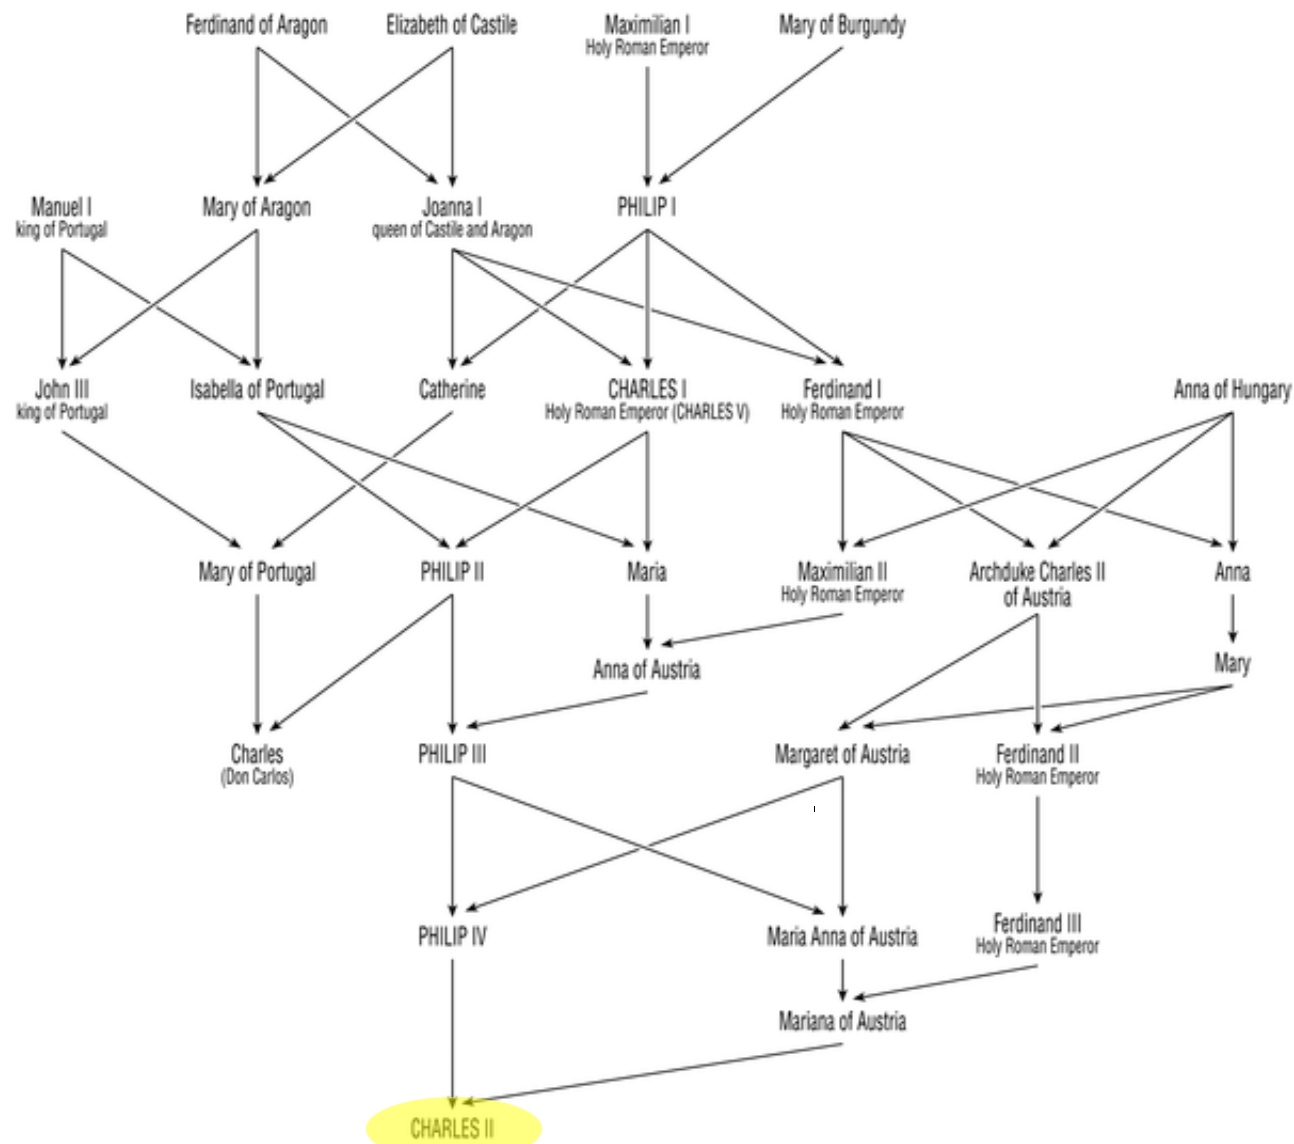 Ferdinand of Aragon
Elizabeth of Castile
Maximilian I
Holy Roman Emperor
Mary of Burgundy
Manuel I
king of Portugal
Mary of Aragon
Joanna I
queen of Castile and Aragon
PHILIP I
John III
king of Portugal
Isabella of Portugal
Catherine
CHARLES I
Holy Roman Emperor (CHARLES V)
Ferdinand I
Holy Roman Emperor
Anna of Hungary
Mary of Portugal
PHILIP II
Maria
Maximilian II
Holy Roman Emperor
Archduke Charles II
of Austria
Anna
Anna of Austria
Mary
Charles
(Don Carlos)
PHILIP III
Margaret of Austria
Ferdinand II
Holy Roman Emperor
PHILIP IV
Maria Anna of Austria
Ferdinand III
Holy Roman Emperor
Mariana of Austria
CHARLES II